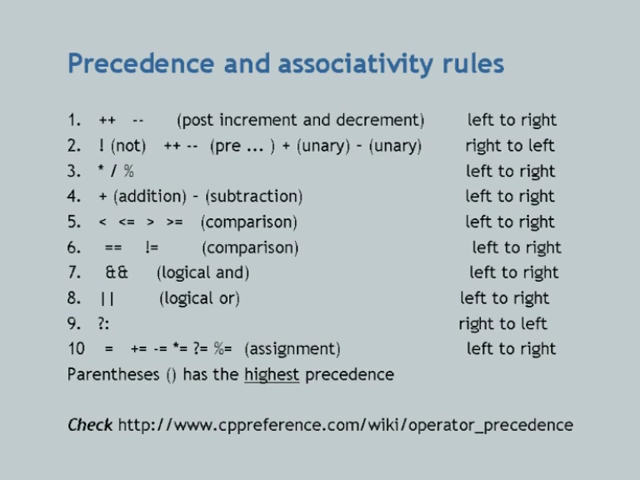 Precedence and associativity rules
1. ++ -- (post increment and decrement) left to right
2. ! (not) ++ -- (pre ... ) + (unary) - (unary) right to left
3. * / % left to right
4. + (addition) - (subtraction) left to right
5. < <= > >= (comparison) left to right
6. == != (comparison) left to right
7. && (logical and) left to right
8. || (logical or) left to right
9. ?: right to left
10 = += -= *= ?= %= (assignment) left to right
Parentheses () has the highest precedence
Check http://www.cppreference.com/wiki/operator_precedence